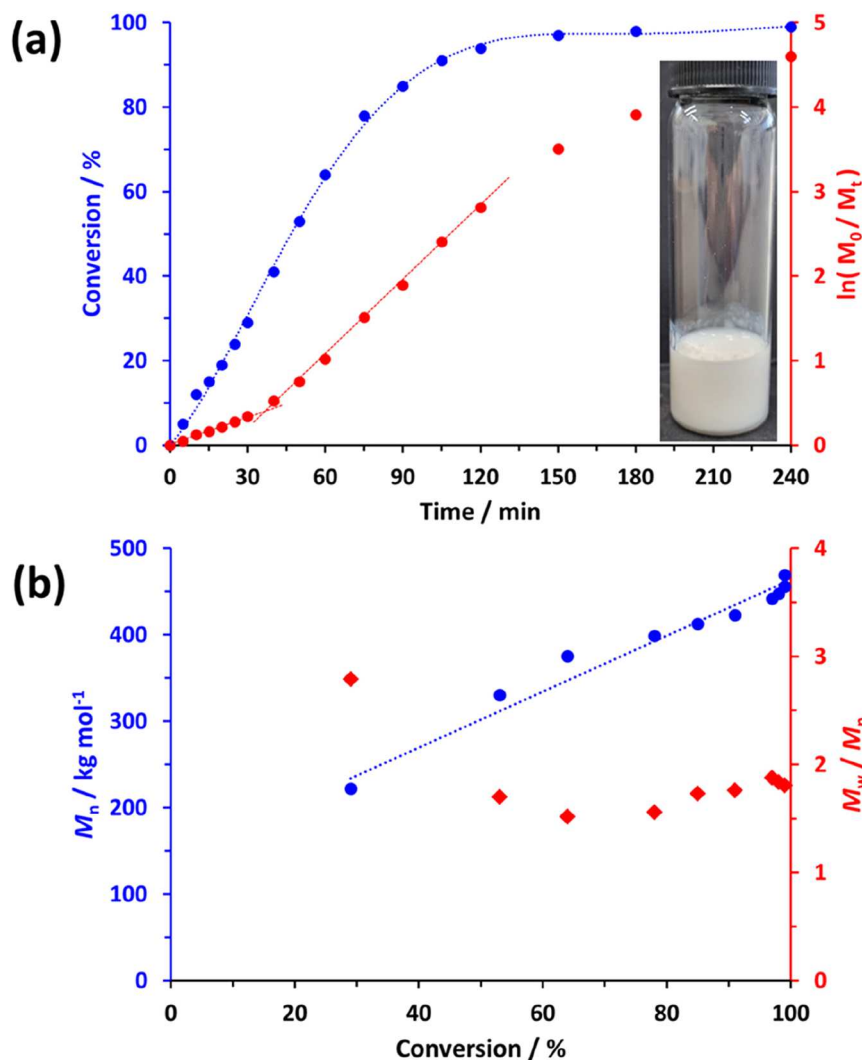 (a)
Conversion / %
100
80
60
40
20
0
ln( M₀ / Mₜ)
5
4
3
2
1
0
0 30 60 90 120 150 180 210 240
Time / min
(b)
Mₙ / kg mol⁻¹
500
400
300
200
100
0
M_w / Mₙ
4
3
2
1
0
0 20 40 60 80 100
Conversion / %